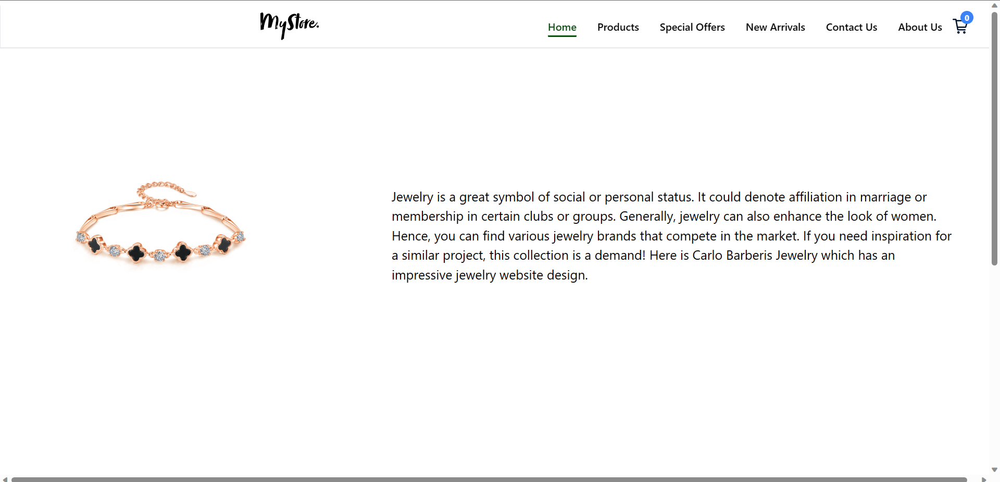 MyStore.
Home Products Special Offers New Arrivals Contact Us About Us 0
Jewelry is a great symbol of social or personal status. It could denote affiliation in marriage or
membership in certain clubs or groups. Generally, jewelry can also enhance the look of women.
Hence, you can find various jewelry brands that compete in the market. If you need inspiration for
a similar project, this collection is a demand! Here is Carlo Barberis Jewelry which has an
impressive jewelry website design.